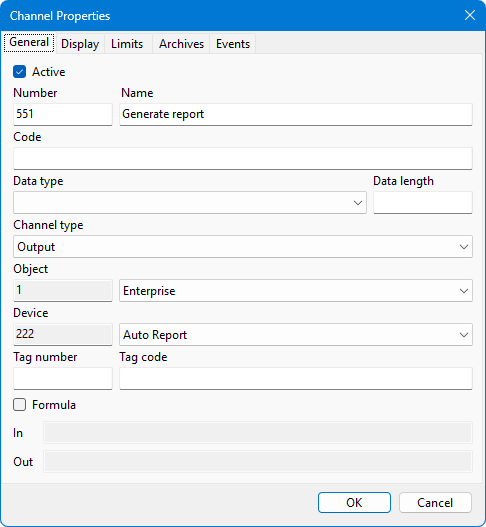 Channel Properties
General Display Limits Archives Events
Active
Number Name
551 Generate report
Code
Data type Data length
Channel type
Output
Object
1 Enterprise
Device
222 Auto Report
Tag number Tag code
Formula
In
Out
OK Cancel